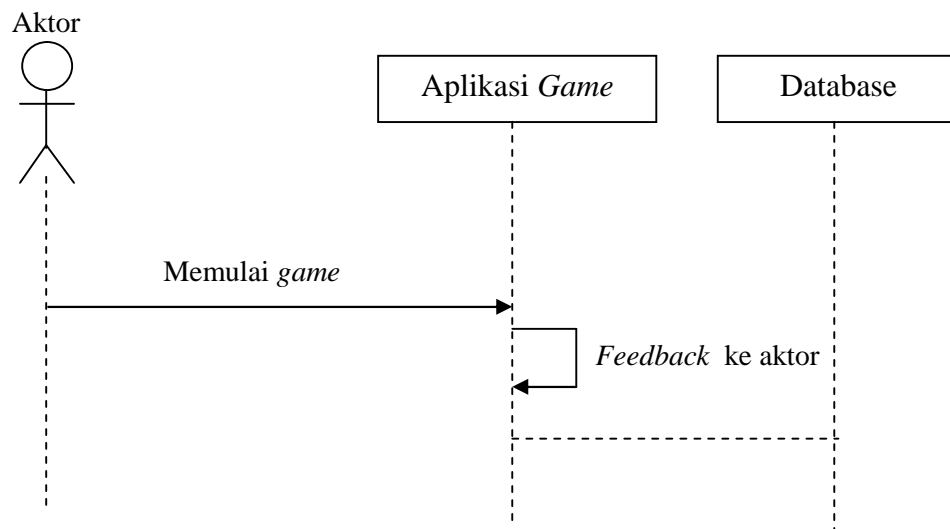 Aktor
Aplikasi Game
Database
Memulai game
Feedback ke aktor